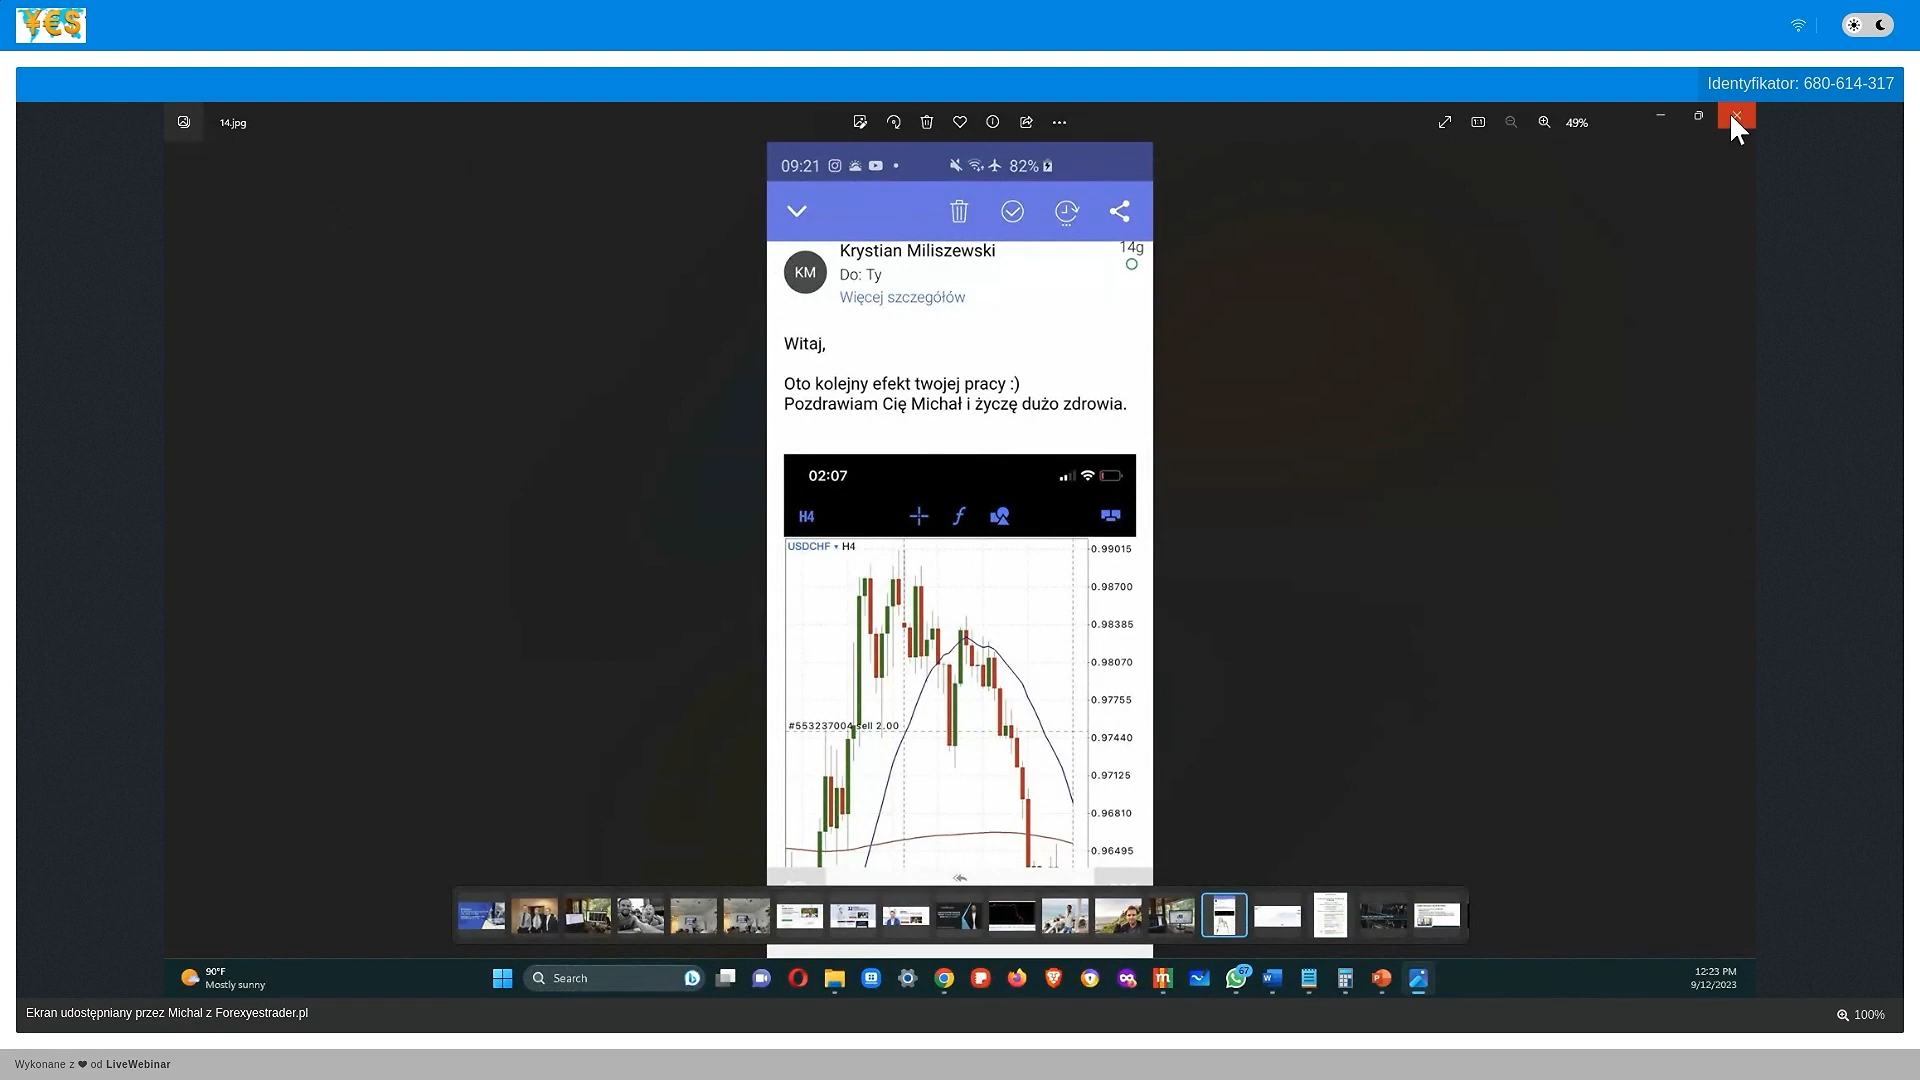 ¥€$
Identyfikator: 680-614-317
14.jpg
49%
09:21
82%
Krystian Miliszewski
14g
KM
Do: Ty
Więcej szczegółów
Witaj,
Oto kolejny efekt twojej pracy :)
Pozdrawiam Cię Michał i życzę dużo zdrowia.
02:07
H4
USDCHF H4
0.99015
0.98700
0.98385
0.98070
0.97755
#553237004 sell 2.00
0.97440
0.97125
0.96810
0.96495
90°F
Mostly sunny
Search
67
12:23 PM
9/12/2023
Ekran udostępniany przez Michal z Forexyestrader.pl
100%
Wykonane z ❤ od LiveWebinar